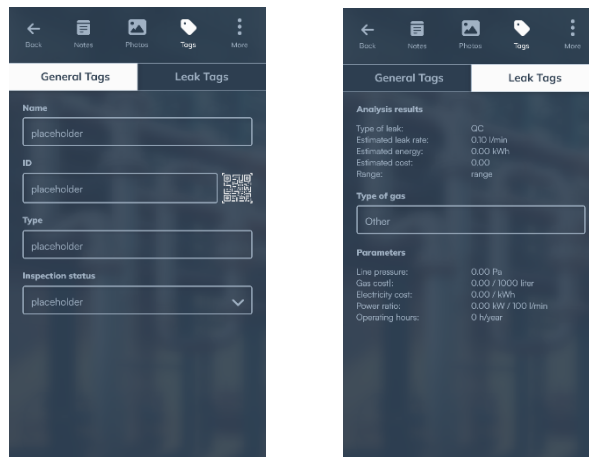 Back Notes Photos Tags More
General Tags Leak Tags
Name
placeholder
ID
placeholder
Type
placeholder
Inspection status
placeholder
Back Notes Photos Tags More
General Tags Leak Tags
Analysis results
Type of leak: QC
Estimated leak rate: 0.10 l/min
Estimated energy: 0.00 kWh
Estimated cost: 0.00
Range: range
Type of gas
Other
Parameters
Line pressure: 0.00 Pa
Gas cost): 0.00 / 1000 liter
Electricity cost: 0.00 / kWh
Power ratio: 0.00 kW / 100 l/min
Operating hours: 0 h/year